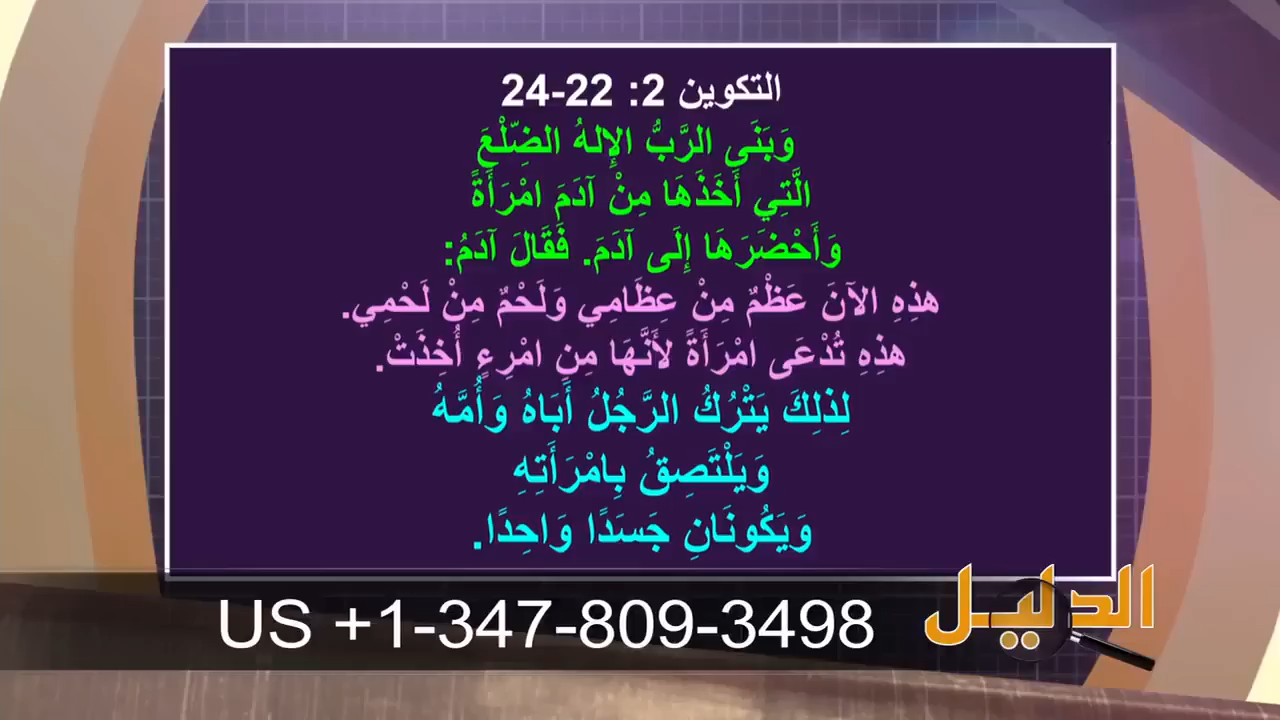 التكوين 2: 22-24
وَبَنَى الرَّبُّ الإِلهُ الضِّلْعَ
الَّتِي أَخَذَهَا مِنْ آدَمَ امْرَأَةً
وَأَحْضَرَهَا إِلَى آدَمَ. فَقَالَ آدَمُ:
هذِهِ الآنَ عَظْمٌ مِنْ عِظَامِي وَلَحْمٌ مِنْ لَحْمِي.
هذِهِ تُدْعَى امْرَأَةً لأَنَّهَا مِنِ امْرِءٍ أُخِذَتْ.
لِذلِكَ يَتْرُكُ الرَّجُلُ أَبَاهُ وَأُمَّهُ
وَيَلْتَصِقُ بِامْرَأَتِهِ
وَيَكُونَانِ جَسَدًا وَاحِدًا.
US +1-347-809-3498
الدليل